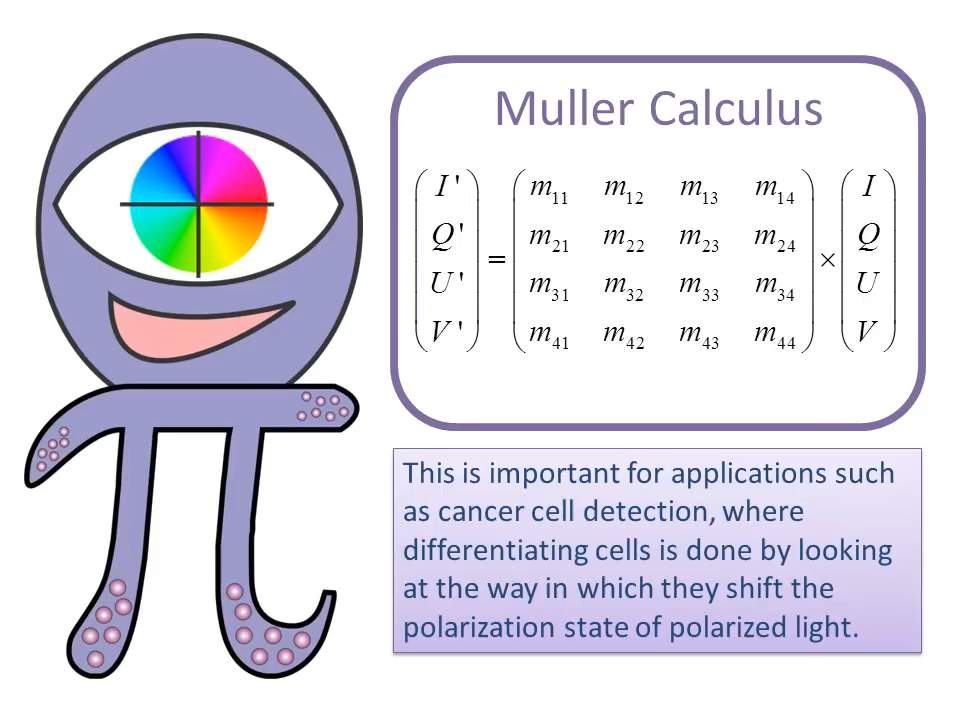 Muller Calculus
I' m11 m12 m13 m14 I
Q' m21 m22 m23 m24 Q
= ×
U' m31 m32 m33 m34 U
V' m41 m42 m43 m44 V
This is important for applications such
as cancer cell detection, where
differentiating cells is done by looking
at the way in which they shift the
polarization state of polarized light.